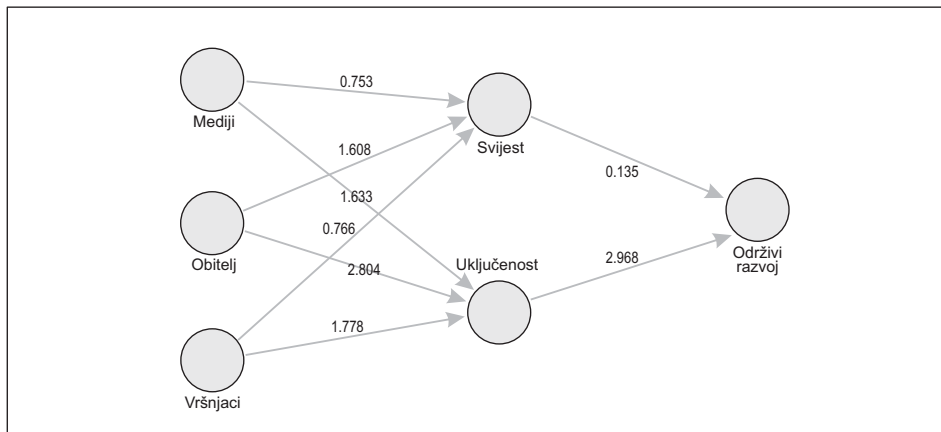 0.753
Mediji
Svijest
1.608
0.135
1.633
0.766
Obitelj
Uključenost
2.804
2.968
Održivi
razvoj
1.778
Vršnjaci